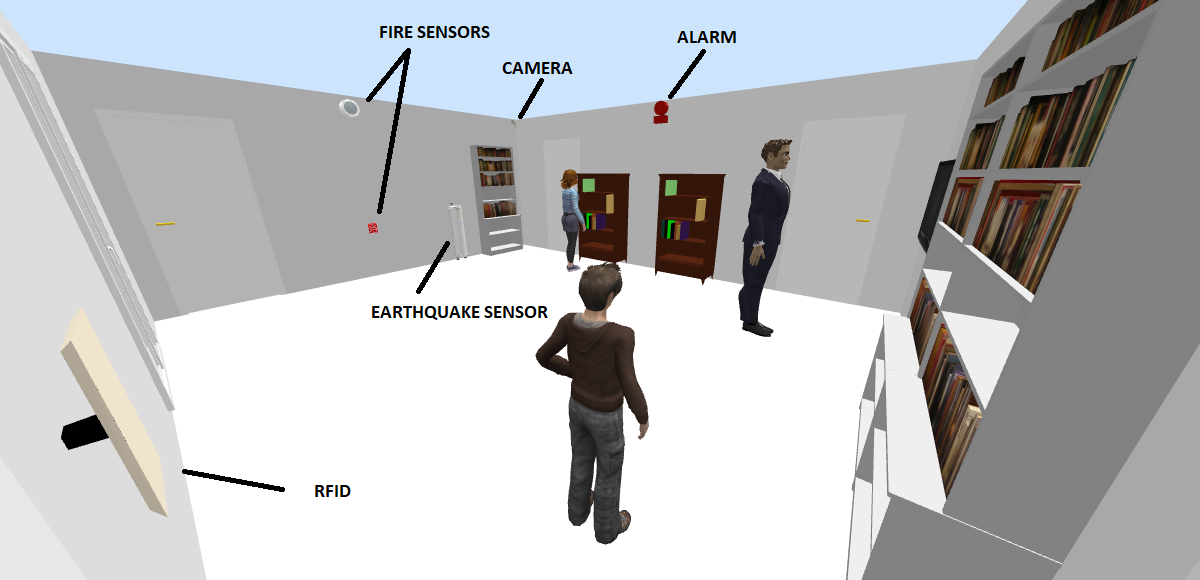 FIRE SENSORS
ALARM
CAMERA
EARTHQUAKE SENSOR
RFID